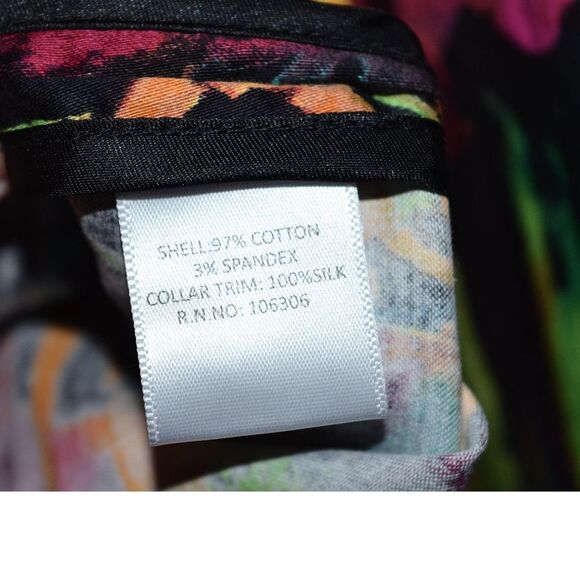 SHELL:97% COTTON
3% SPANDEX
COLLAR TRIM: 100%SILK
R.N.NO: 106306